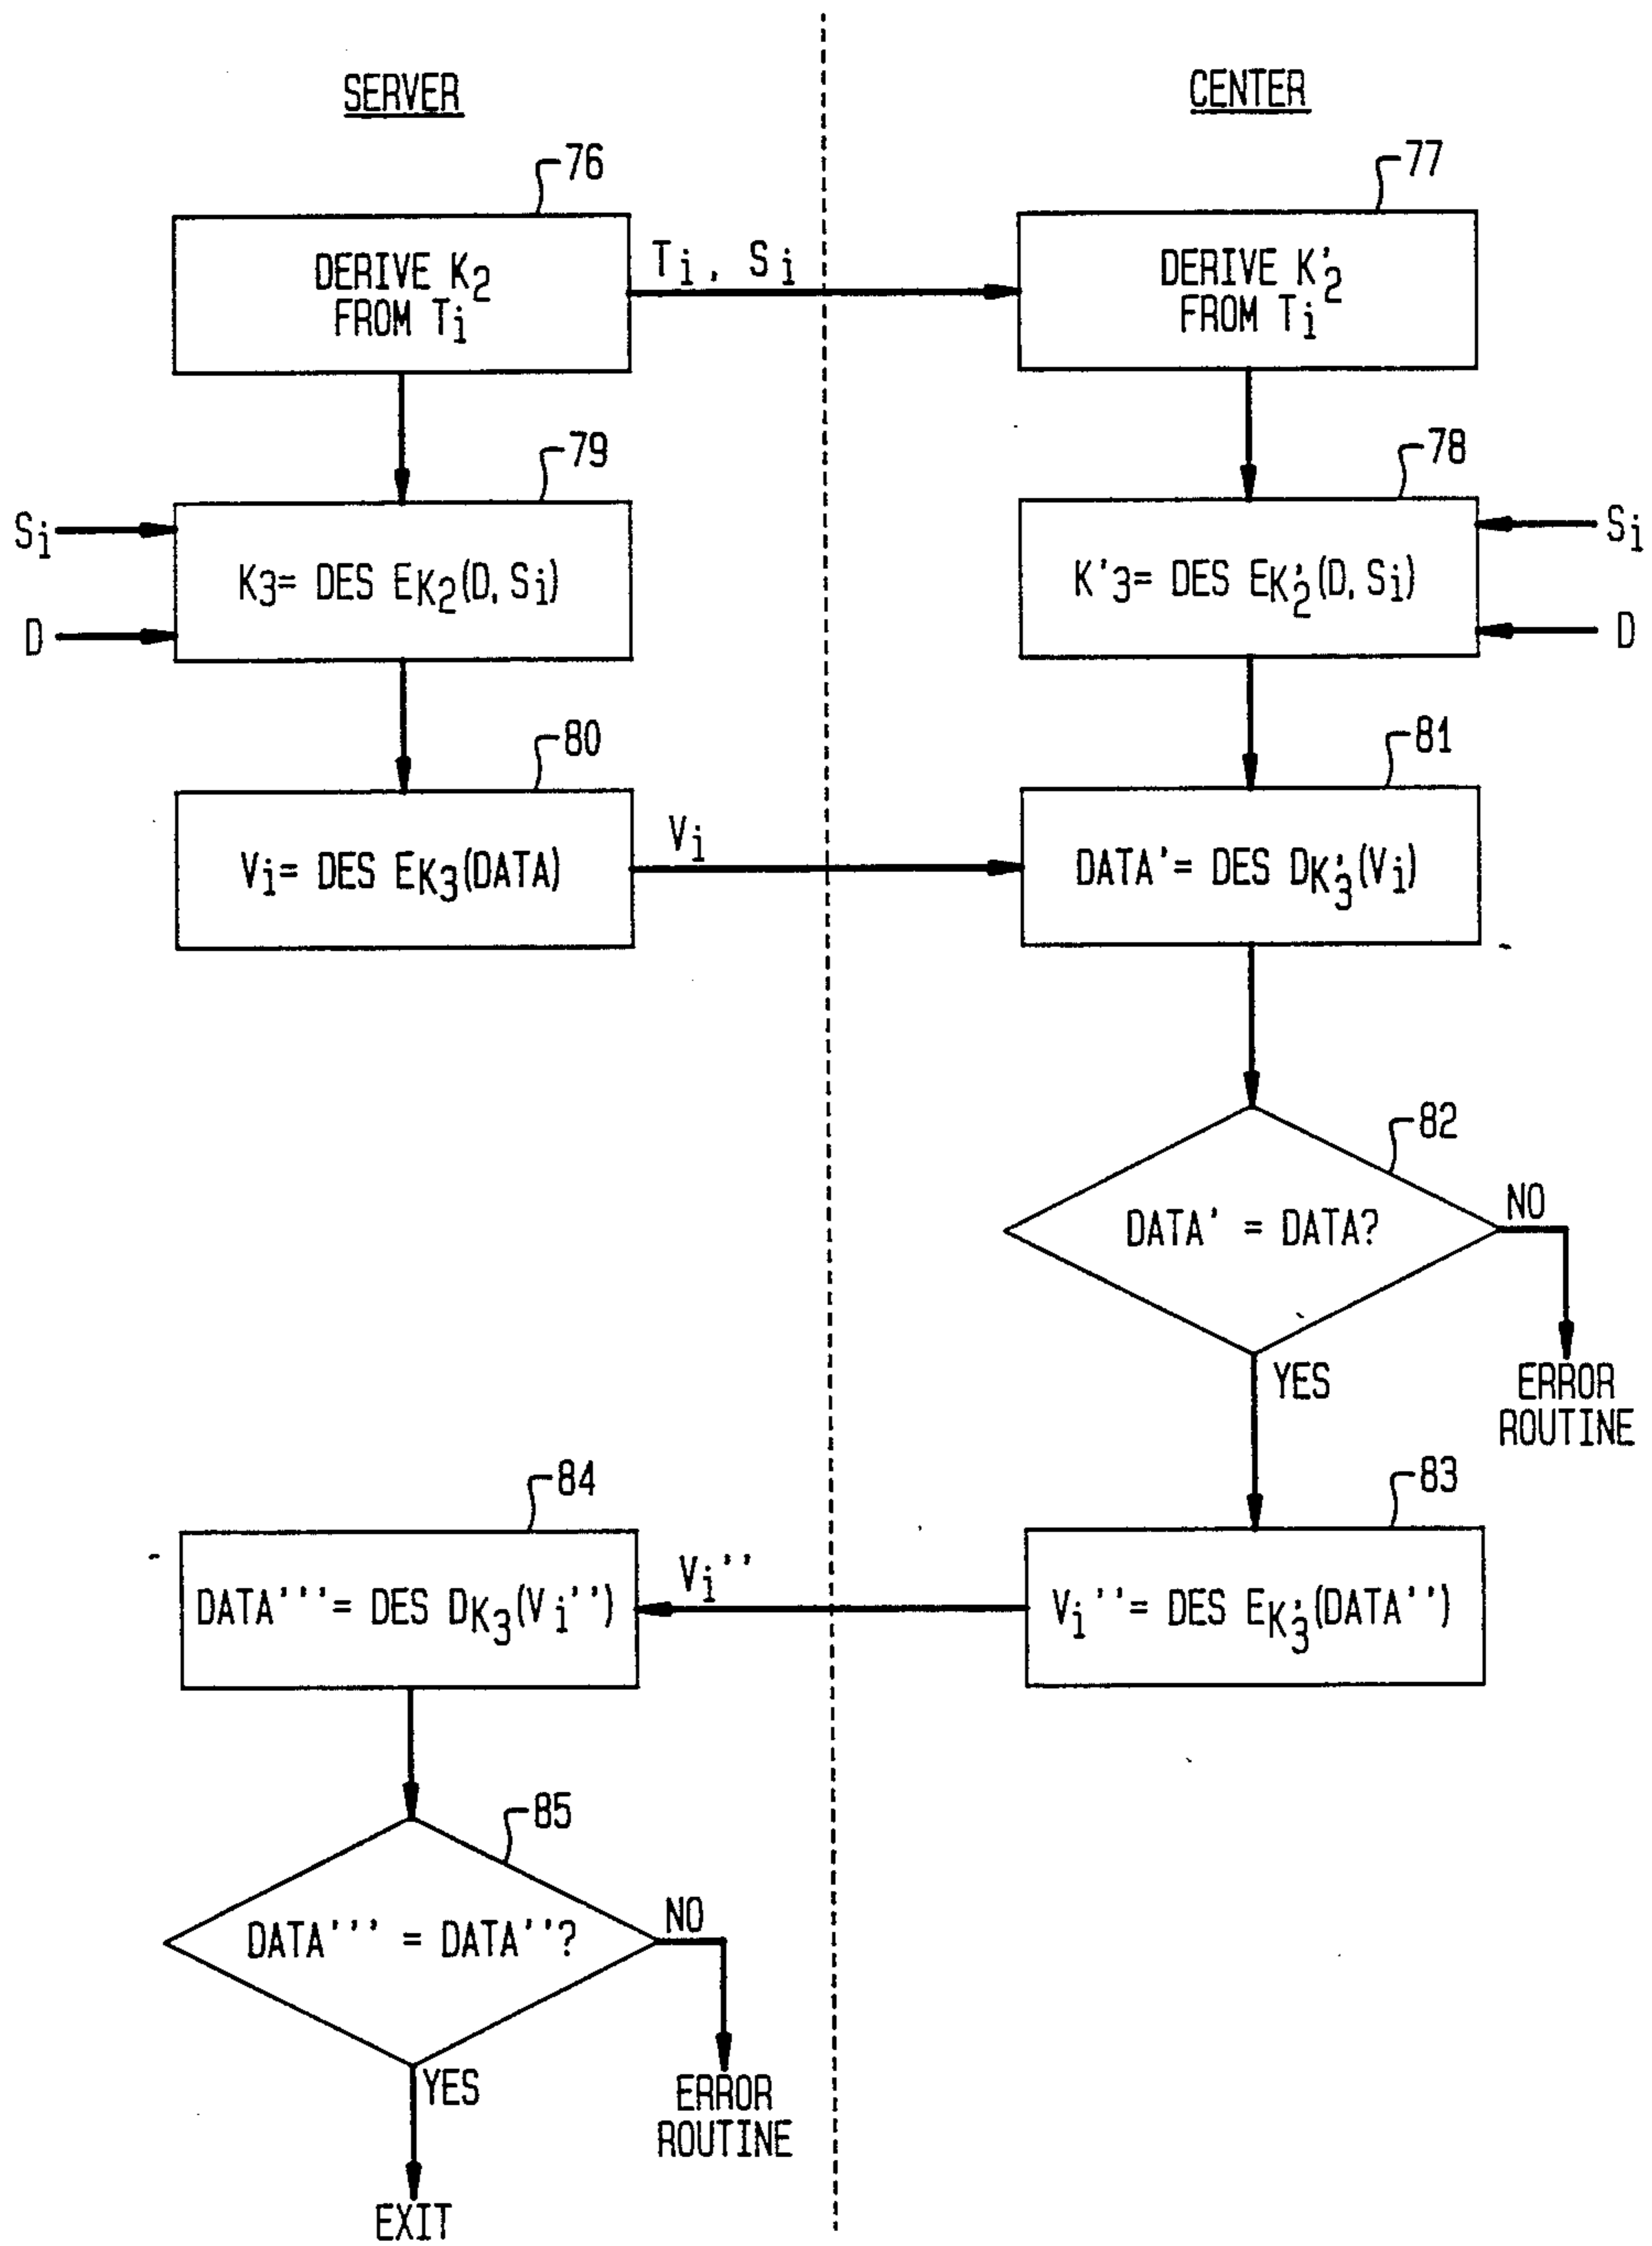 SERVER
CENTER
76
77
DERIVE K2
FROM Ti
Ti, Si
DERIVE K'2
FROM Ti
79
78
Si
K3= DES EK2(D, Si)
D
K'3= DES EK'2(D, Si)
Si
D
80
81
Vi= DES EK3(DATA)
Vi
DATA'= DES DK'3(Vi)
82
DATA' = DATA?
NO
YES
ERROR
ROUTINE
84
83
DATA'''= DES DK3(Vi'')
Vi''
Vi''= DES EK'3(DATA'')
85
DATA''' = DATA''?
NO
YES
ERROR
ROUTINE
EXIT